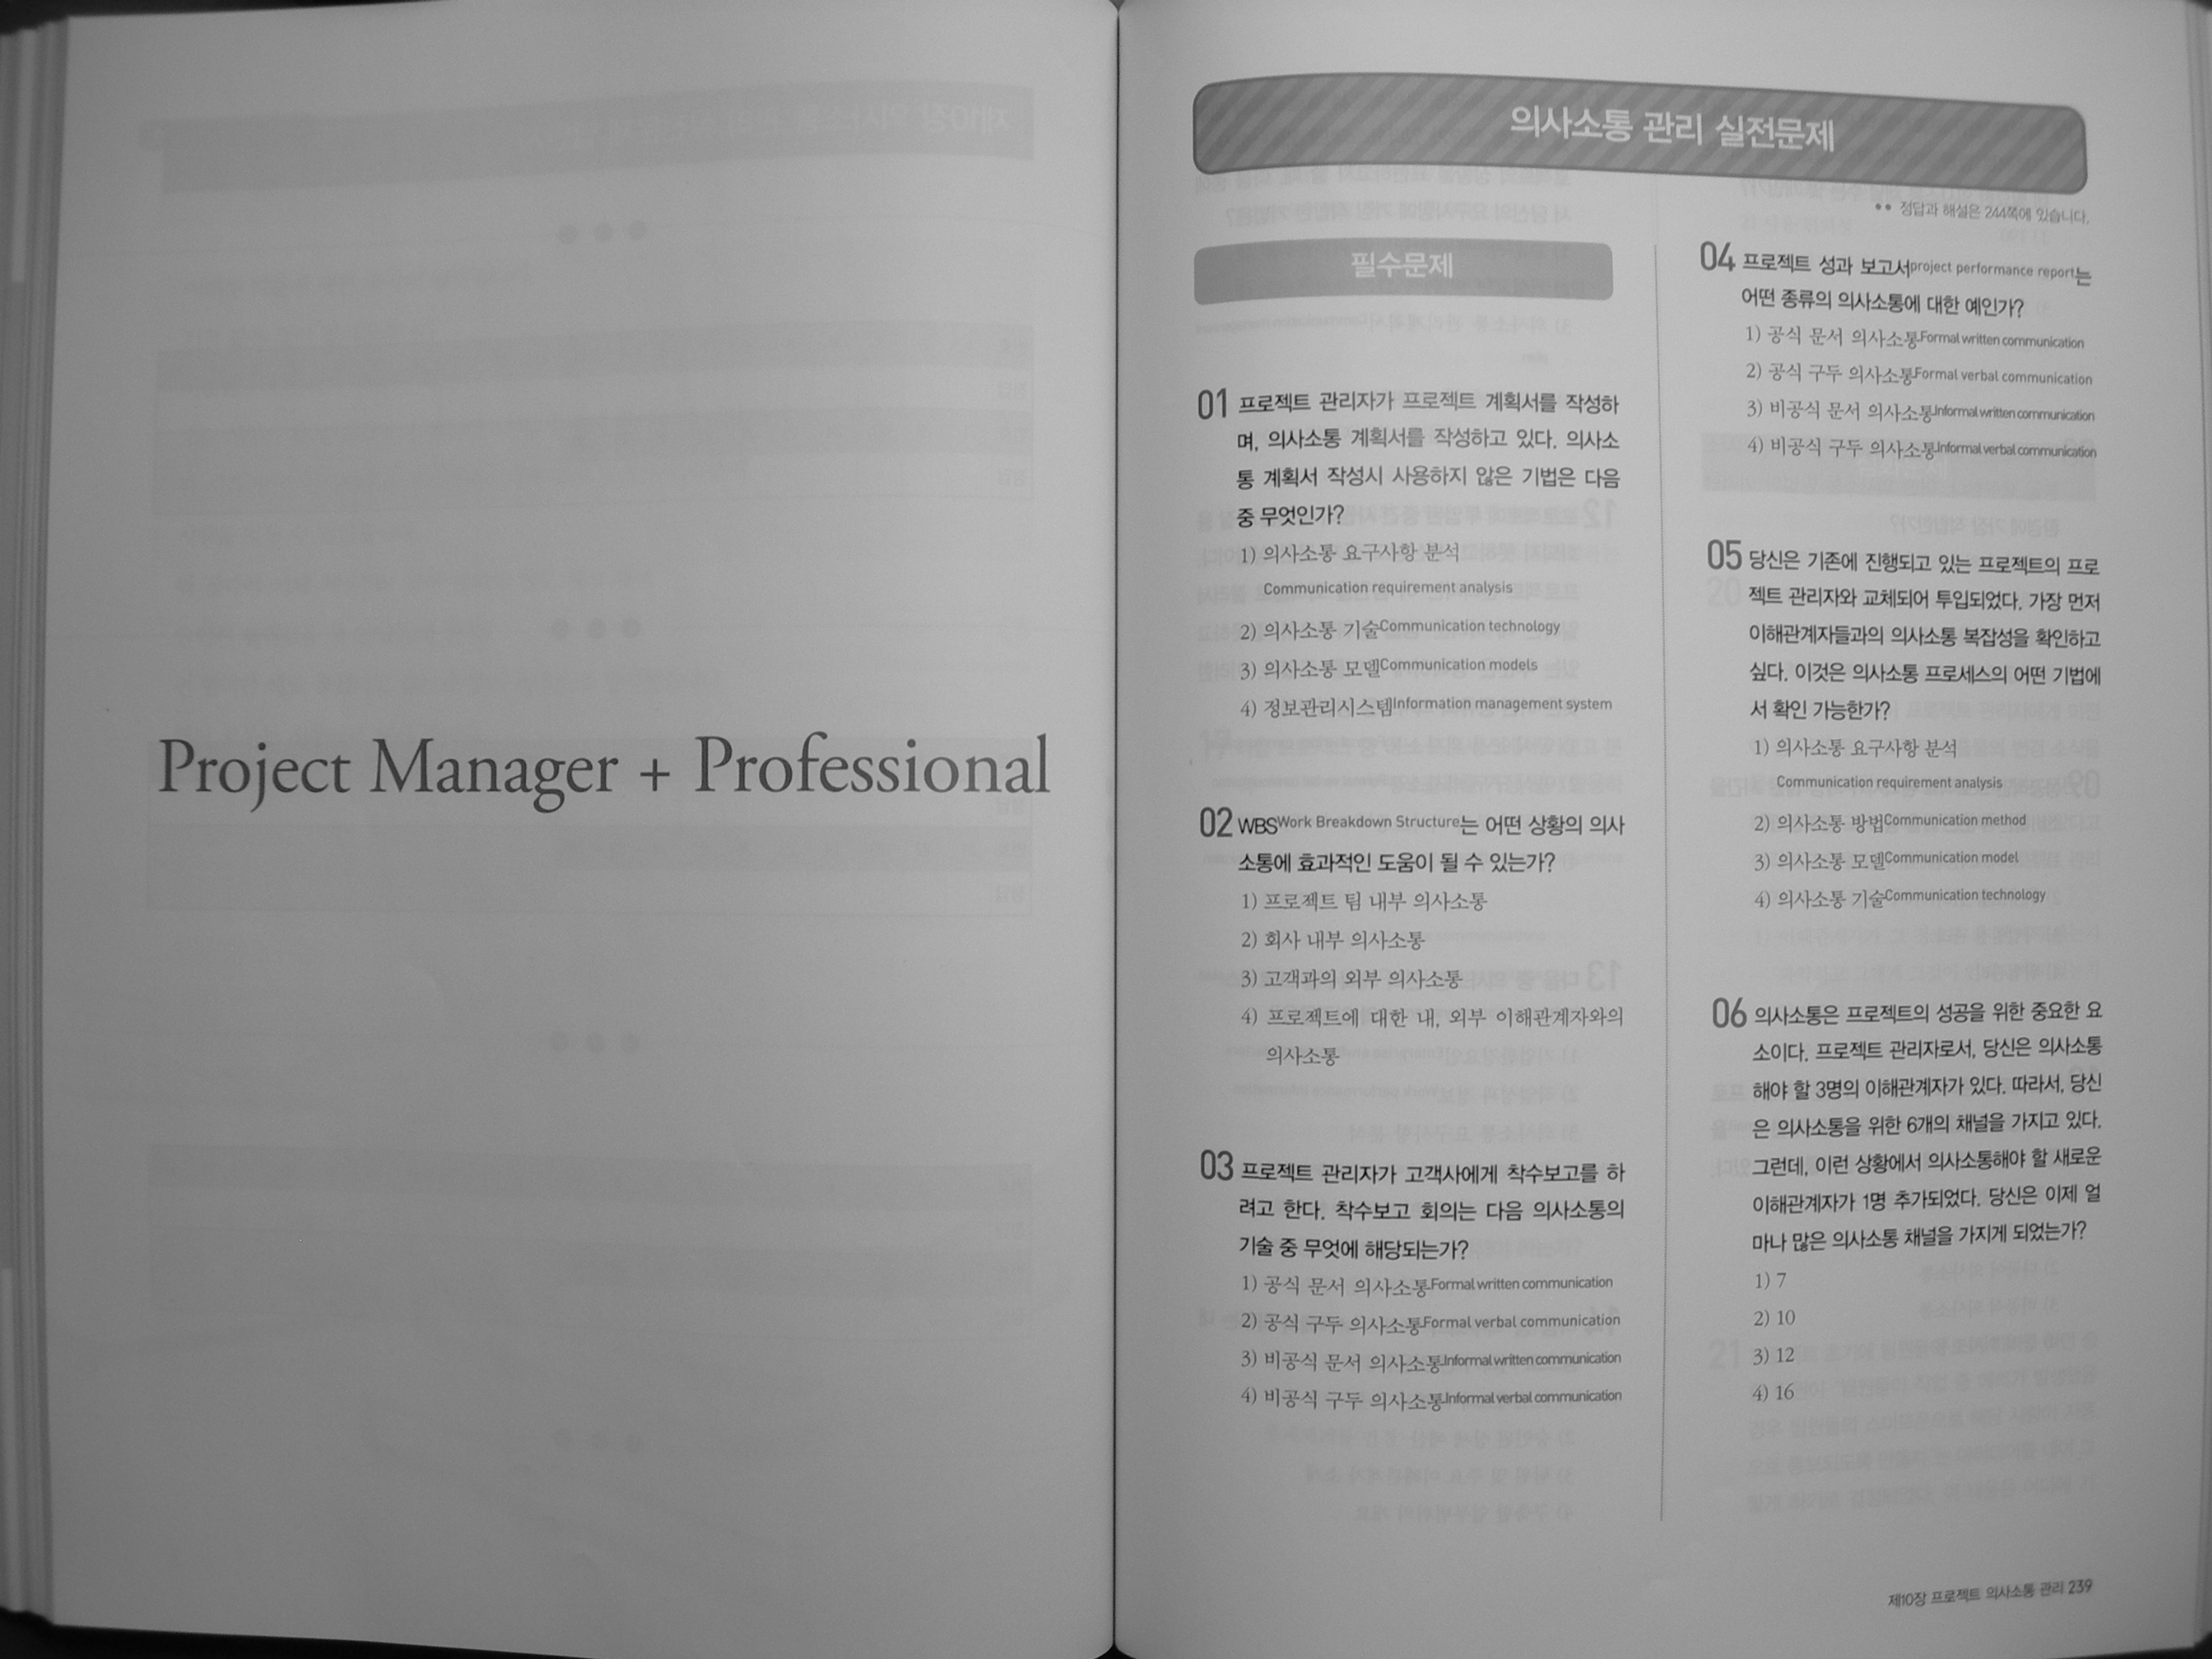 Project Manager + Professional
의사소통 관리 실전문제
•• 정답과 해설은 244쪽에 있습니다.
필수문제
01 프로젝트 관리자가 프로젝트 계획서를 작성하
며, 의사소통 계획서를 작성하고 있다. 의사소
통 계획서 작성시 사용하지 않은 기법은 다음
중 무엇인가?
1) 의사소통 요구사항 분석
Communication requirement analysis
2) 의사소통 기술Communication technology
3) 의사소통 모델Communication models
4) 정보관리시스템Information management system
02 WBSWork Breakdown Structure는 어떤 상황의 의사
소통에 효과적인 도움이 될 수 있는가?
1) 프로젝트 팀 내부 의사소통
2) 회사 내부 의사소통
3) 고객과의 외부 의사소통
4) 프로젝트에 대한 내, 외부 이해관계자와의
의사소통
03 프로젝트 관리자가 고객사에게 착수보고를 하
려고 한다. 착수보고 회의는 다음 의사소통의
기술 중 무엇에 해당되는가?
1) 공식 문서 의사소통Formal written communication
2) 공식 구두 의사소통Formal verbal communication
3) 비공식 문서 의사소통Informal written communication
4) 비공식 구두 의사소통Informal verbal communication
04 프로젝트 성과 보고서project performance report는
어떤 종류의 의사소통에 대한 예인가?
1) 공식 문서 의사소통Formal written communication
2) 공식 구두 의사소통Formal verbal communication
3) 비공식 문서 의사소통Informal written communication
4) 비공식 구두 의사소통Informal verbal communication
05 당신은 기존에 진행되고 있는 프로젝트의 프로
젝트 관리자와 교체되어 투입되었다. 가장 먼저
이해관계자들과의 의사소통 복잡성을 확인하고
싶다. 이것은 의사소통 프로세스의 어떤 기법에
서 확인 가능한가?
1) 의사소통 요구사항 분석
Communication requirement analysis
2) 의사소통 방법Communication method
3) 의사소통 모델Communication model
4) 의사소통 기술Communication technology
06 의사소통은 프로젝트의 성공을 위한 중요한 요
소이다. 프로젝트 관리자로서, 당신은 의사소통
해야 할 3명의 이해관계자가 있다. 따라서, 당신
은 의사소통을 위한 6개의 채널을 가지고 있다.
그런데, 이런 상황에서 의사소통해야 할 새로운
이해관계자가 1명 추가되었다. 당신은 이제 얼
마나 많은 의사소통 채널을 가지게 되었는가?
1) 7
2) 10
3) 12
4) 16
제10장 프로젝트 의사소통 관리 239